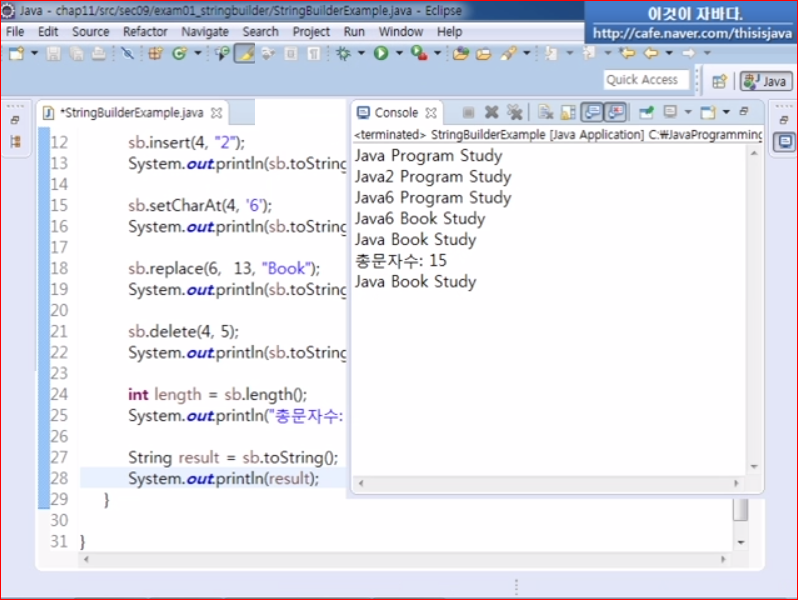 Java - chap11/src/sec09/exam01_stringbuilder/StringBuilderExample.java - Eclipse
이것이 자바다.
http://cafe.naver.com/thisisjava
File Edit Source Refactor Navigate Search Project Run Window Help
Quick Access
Java
*StringBuilderExample.java
12 sb.insert(4, "2");
13 System.out.println(sb.toString
14
15 sb.setCharAt(4, '6');
16 System.out.println(sb.toString
17
18 sb.replace(6, 13, "Book");
19 System.out.println(sb.toString
20
21 sb.delete(4, 5);
22 System.out.println(sb.toString
23
24 int length = sb.length();
25 System.out.println("총문자수:
26
27 String result = sb.toString();
28 System.out.println(result);
29 }
30
31 }
Console
<terminated> StringBuilderExample [Java Application] C:₩JavaProgramming
Java Program Study
Java2 Program Study
Java6 Program Study
Java6 Book Study
Java Book Study
총문자수: 15
Java Book Study